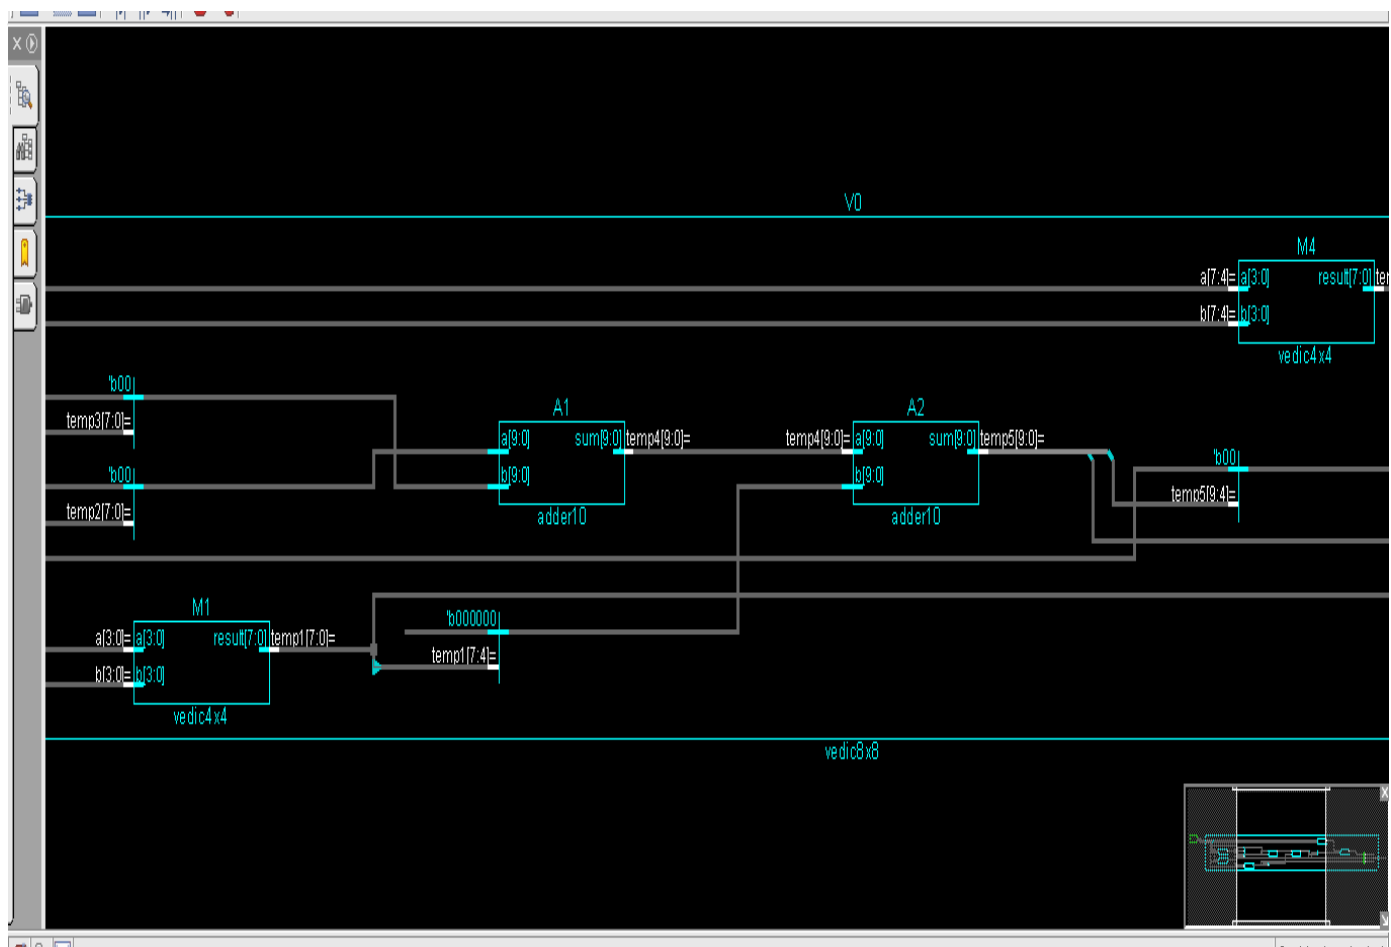 V0
M4
a[7:4]= a[3:0] result[7:0]
b[7:4]= b[3:0]
vedic4x4
'b00
temp3[7:0]=
'b00
temp2[7:0]=
A1
a[9:0] sum[9:0] temp4[9:0]=
b[9:0]
adder10
A2
temp4[9:0]= a[9:0] sum[9:0] temp5[9:0]=
b[9:0]
adder10
'b00
temp5[9:4]=
M1
a[3:0]= a[3:0] result[7:0] temp1[7:0]=
b[3:0]= b[3:0]
vedic4x4
'b000000
temp1[7:4]=
vedic8x8